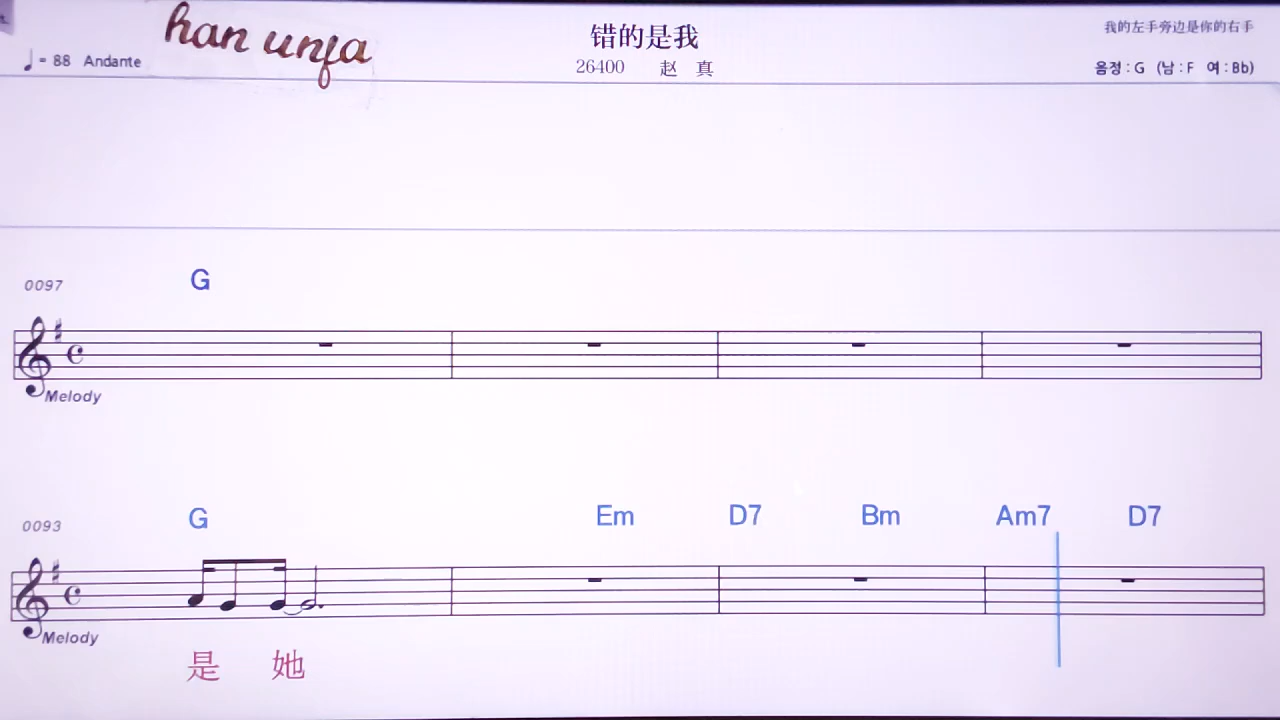 han unfa
♩ = 88 Andante
错的是我
26400 赵 真
我的左手旁边是你的右手
음정 : G (남 : F 여 : Bb)
0097 G
Melody
0093 G Em D7 Bm Am7 D7
Melody
是 她